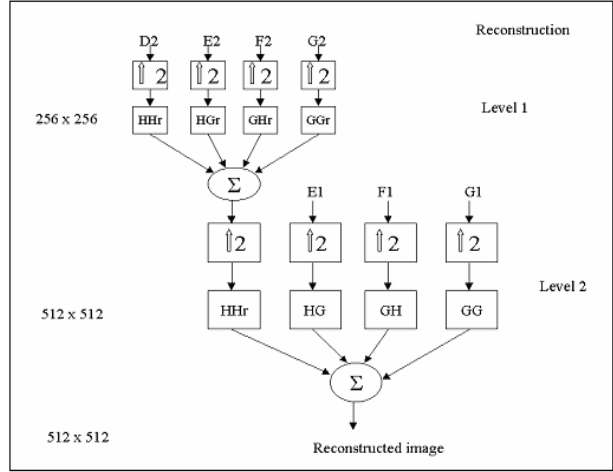 Reconstruction
D2 E2 F2 G2
⇑2 ⇑2 ⇑2 ⇑2
Level 1
256 x 256
HHr HGr GHr GGr
Σ
E1 F1 G1
⇑2 ⇑2 ⇑2 ⇑2
Level 2
512 x 512
HHr HG GH GG
Σ
512 x 512
Reconstructed image